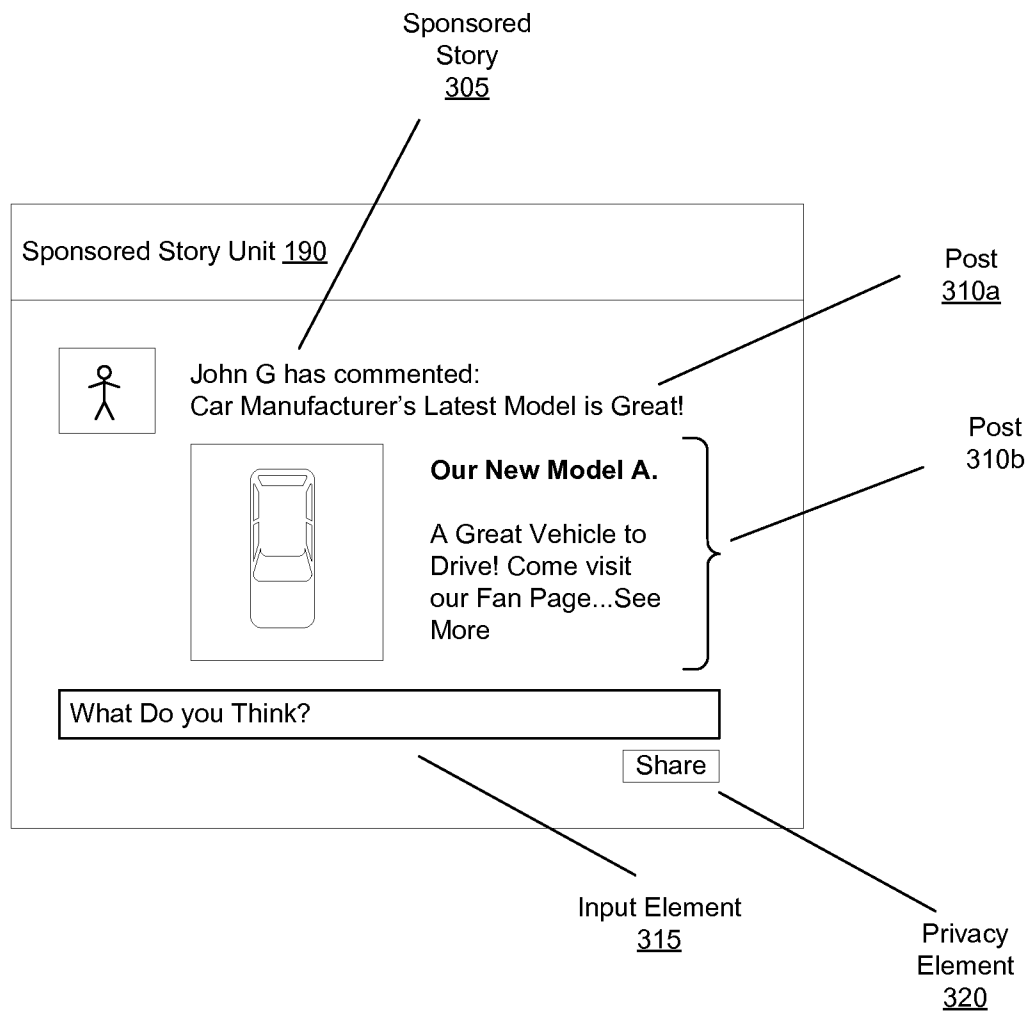 Sponsored
Story
305
Sponsored Story Unit 190
Post
310a
John G has commented:
Car Manufacturer's Latest Model is Great!
Post
310b
Our New Model A.
A Great Vehicle to
Drive! Come visit
our Fan Page...See
More
What Do you Think?
Share
Input Element
315
Privacy
Element
320